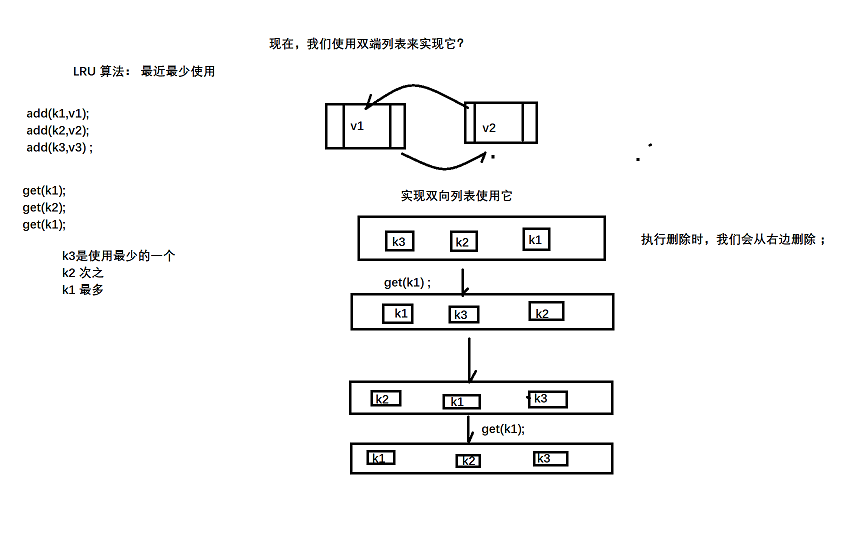 现在，我们使用双端列表来实现它？
LRU 算法： 最近最少使用
add(k1,v1);
add(k2,v2);
add(k3,v3) ;
v1
v2
get(k1);
get(k2);
get(k1);
实现双向列表使用它
k3 k2 k1
执行删除时，我们会从右边删除；
k3是使用最少的一个
k2 次之
k1 最多
get(k1) ;
k1 k3 k2
k2 k1 k3
get(k1);
k1 k2 k3